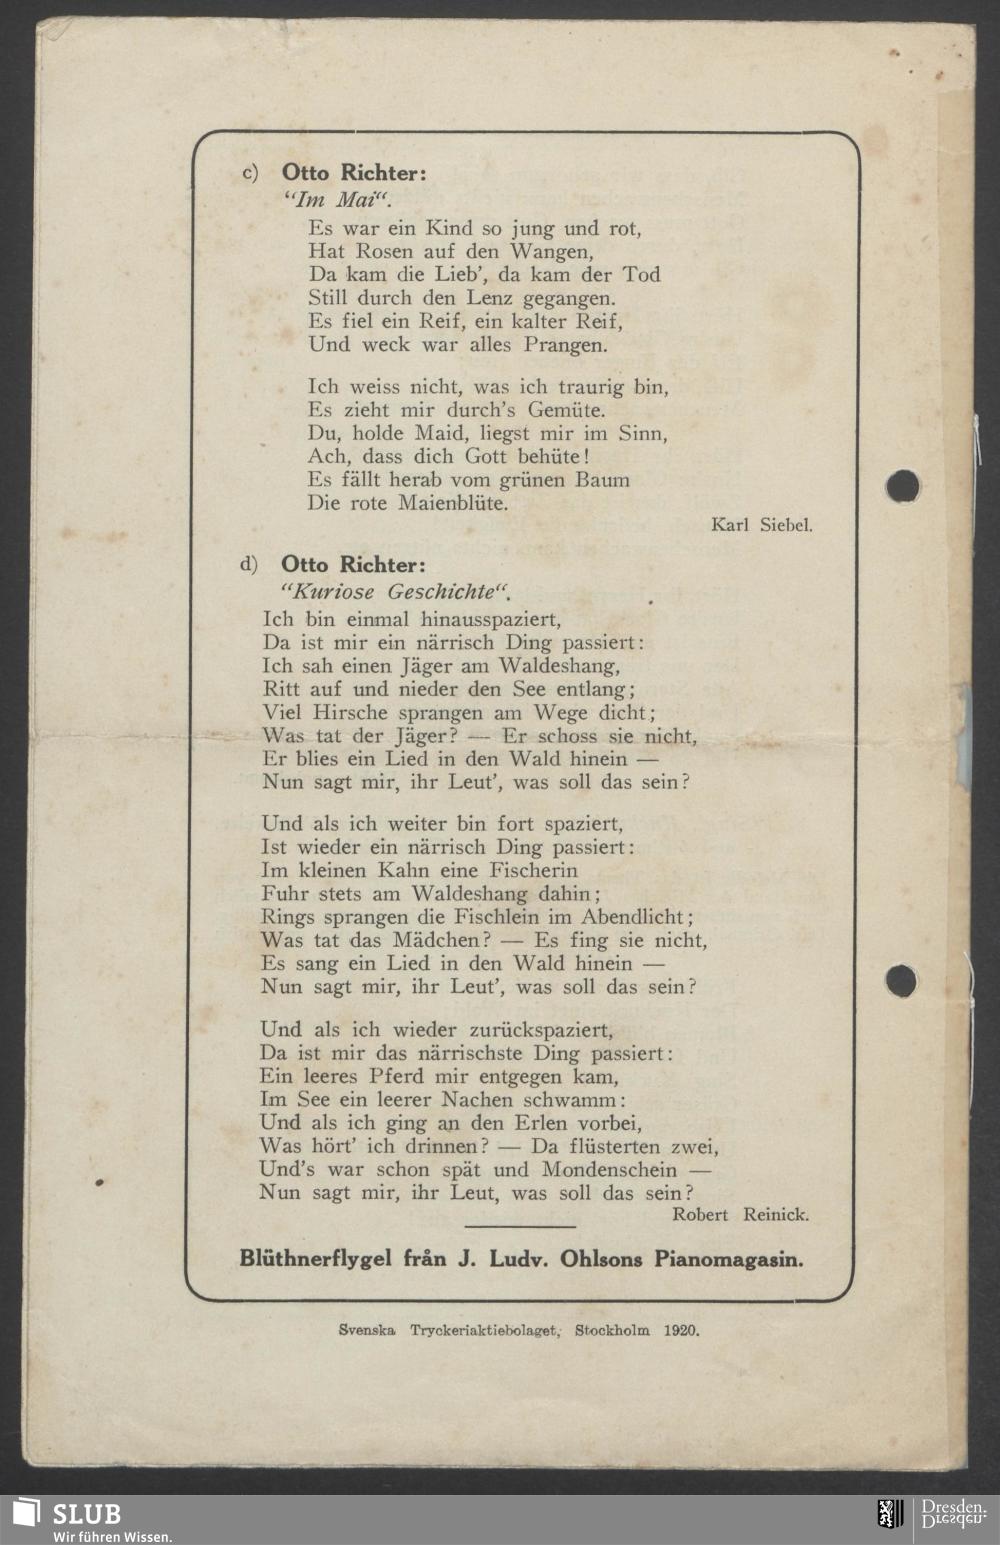 c) Otto Richter:
“Im Mai“.
Es war ein Kind so jung und rot,
Hat Rosen auf den Wangen,
Da kam die Lieb’, da kam der Tod
Still durch den Lenz gegangen.
Es fiel ein Reif, ein kalter Reif,
Und weck war alles Prangen.
Ich weiss nicht, was ich traurig bin,
Es zieht mir durch’s Gemüte.
Du, holde Maid, liegst mir im Sinn,
Ach, dass dich Gott behüte!
Es fällt herab vom grünen Baum
Die rote Maienblüte.
Karl Siebel.
d) Otto Richter:
“Kuriose Geschichte“.
Ich bin einmal hinausspaziert,
Da ist mir ein närrisch Ding passiert:
Ich sah einen Jäger am Waldeshang,
Ritt auf und nieder den See entlang;
Viel Hirsche sprangen am Wege dicht;
Was tat der Jäger? — Er schoss sie nicht,
Er blies ein Lied in den Wald hinein —
Nun sagt mir, ihr Leut’, was soll das sein?
Und als ich weiter bin fort spaziert,
Ist wieder ein närrisch Ding passiert:
Im kleinen Kahn eine Fischerin
Fuhr stets am Waldeshang dahin;
Rings sprangen die Fischlein im Abendlicht;
Was tat das Mädchen? — Es fing sie nicht,
Es sang ein Lied in den Wald hinein —
Nun sagt mir, ihr Leut’, was soll das sein?
Und als ich wieder zurückspaziert,
Da ist mir das närrischste Ding passiert:
Ein leeres Pferd mir entgegen kam,
Im See ein leerer Nachen schwamm:
Und als ich ging an den Erlen vorbei,
Was hört’ ich drinnen? — Da flüsterten zwei,
Und’s war schon spät und Mondenschein —
Nun sagt mir, ihr Leut, was soll das sein?
Robert Reinick.
Blüthnerflygel från J. Ludv. Ohlsons Pianomagasin.
Svenska Tryckeriaktiebolaget, Stockholm 1920.
SLUB
Wir führen Wissen.
Dresden.